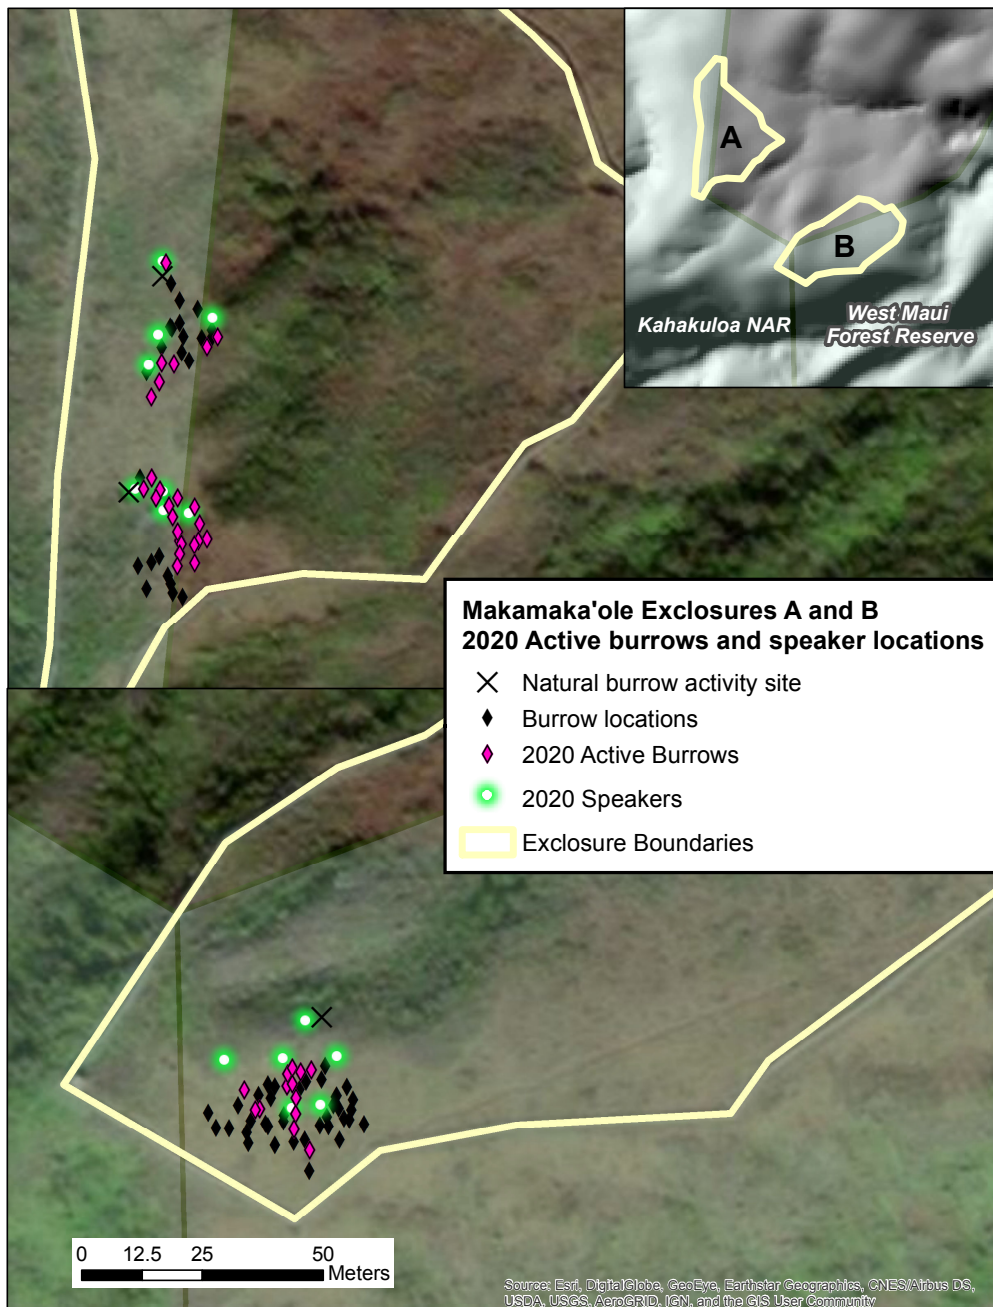 A
B
Kahakuloa NAR
West Maui
Forest Reserve
Makamaka'ole Exclosures A and B
2020 Active burrows and speaker locations
Natural burrow activity site
Burrow locations
2020 Active Burrows
2020 Speakers
Exclosure Boundaries
0 12.5 25 50
Meters
Source: Esri, DigitalGlobe, GeoEye, Earthstar Geographics, CNES/Airbus DS,
USDA, USGS, AeroGRID, IGN, and the GIS User Community